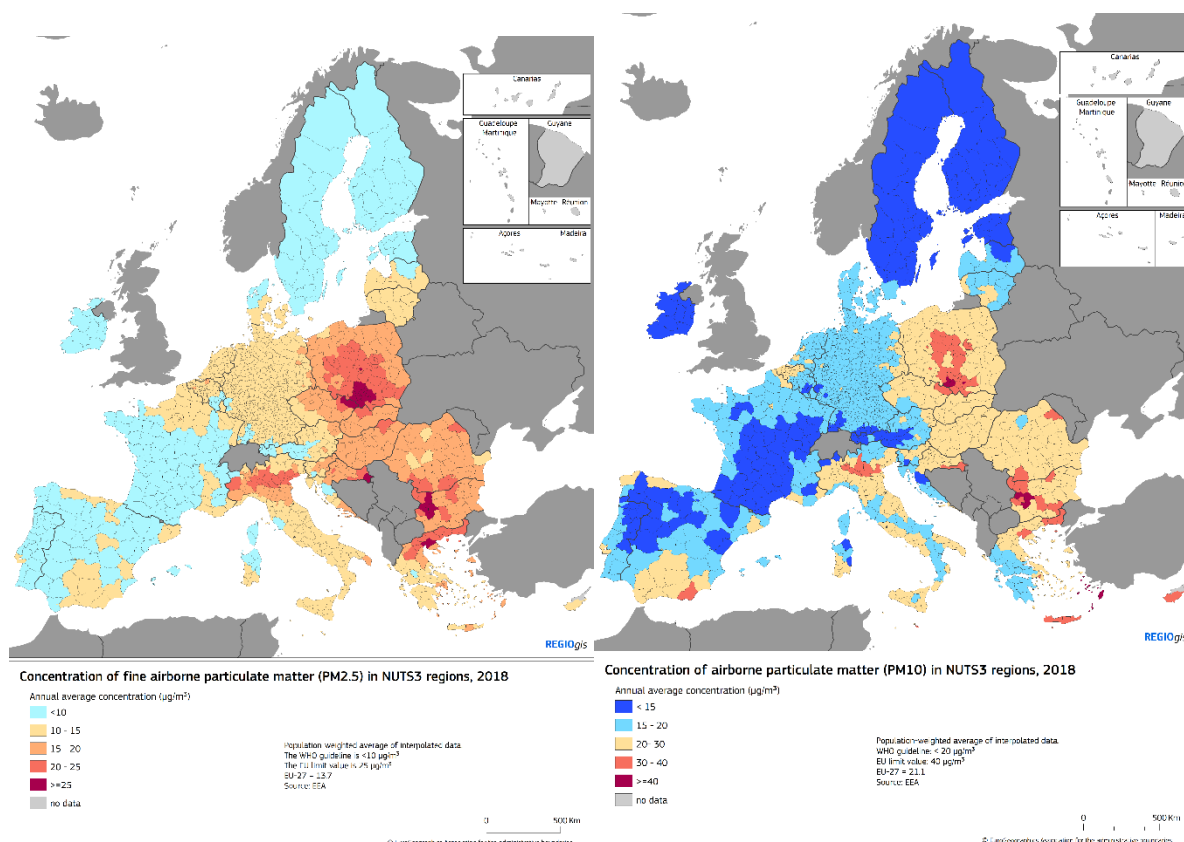 Canarias
Guadeloupe
Martinique
Guyane
Mayotte
Réunion
Açores
Madeira
REGIOgis
Concentration of fine airborne particulate matter (PM2.5) in NUTS3 regions, 2018
Annual average concentration (µg/m³)
<10
10 - 15
15 - 20
20 - 25
>=25
no data
Population-weighted average of interpolated data
The WHO guideline is <10 µg/m³
The EU limit value is 25 µg/m³
EU-27 = 13.7
Source: EEA
0
500 Km
Canarias
Guadeloupe
Martinique
Guyane
Mayotte
Réunion
Açores
Madeira
REGIOgis
Concentration of airborne particulate matter (PM10) in NUTS3 regions, 2018
Annual average concentration (µg/m³)
< 15
15 - 20
20- 30
30 - 40
>=40
no data
Population-weighted average of interpolated data
WHO guideline: < 20 µg/m³
EU limit value: 40 µg/m³
EU-27 = 21.1
Source: EEA
0
500 Km
for the administrative boundaries